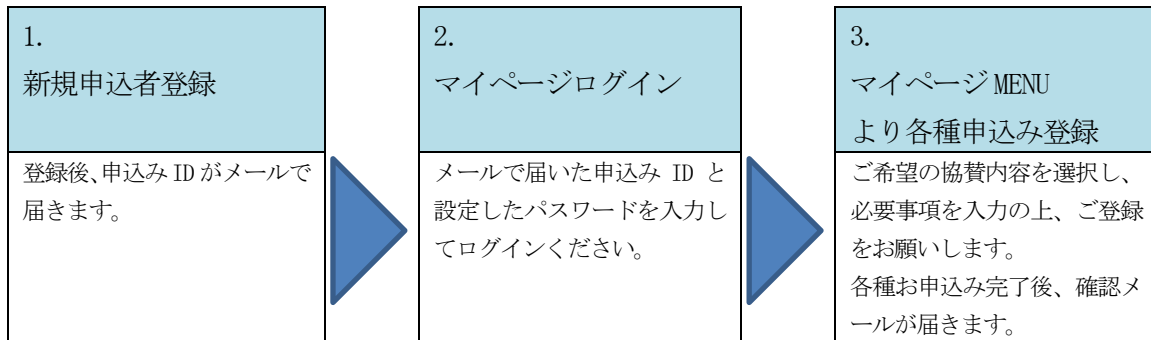 1.
新規申込者登録
登録後、申込み ID がメールで
届きます。
2.
マイページログイン
メールで届いた申込み ID と
設定したパスワードを入力し
てログインください。
3.
マイページ MENU
より各種申込み登録
ご希望の協賛内容を選択し、
必要事項を入力の上、ご登録
をお願いします。
各種お申込み完了後、確認メ
ールが届きます。